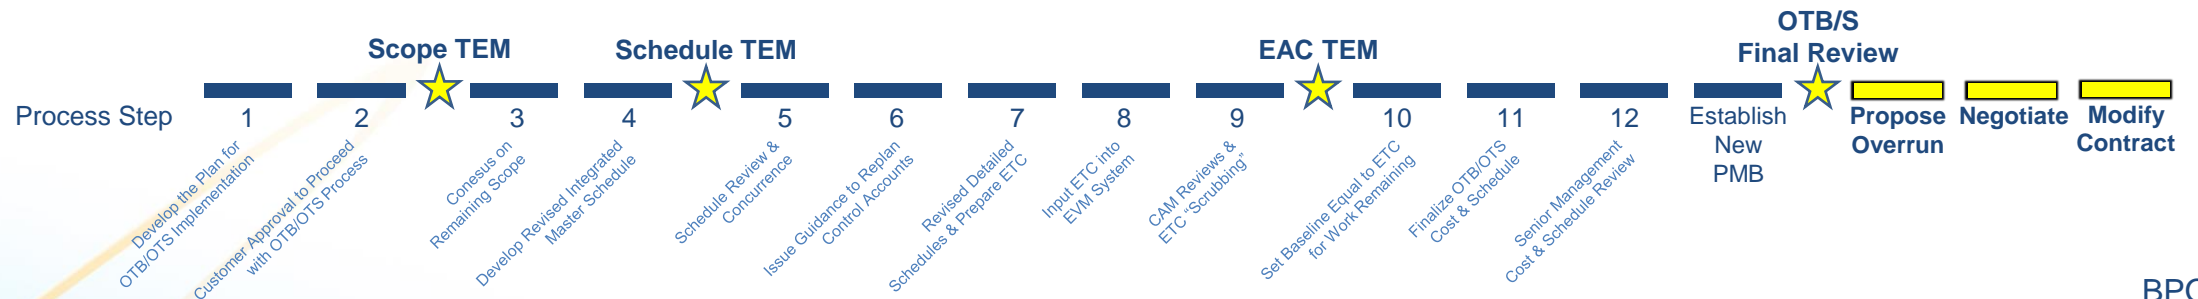 OTB/S
Final Review
Scope TEM
Schedule TEM
EAC TEM
Process Step
1
2
3
4
5
6
7
8
9
10
11
12
Establish
New
PMB
Propose
Overrun
Negotiate
Modify
Contract
Develop the Plan for
OTB/OTS Implementation
Customer Approval to Proceed
with OTB/OTS Process
Conesus on
Remaining Scope
Develop Revised Integrated
Master Schedule
Schedule Review &
Concurrence
Issue Guidance to Replan
Control Accounts
Revised Detailed
Schedules & Prepare ETC
Input ETC into
EVM System
CAM Reviews &
ETC “Scrubbing”
Set Baseline Equal to ETC
for Work Remaining
Finalize OTB/OTS
Cost & Schedule
Senior Management
Cost & Schedule Review